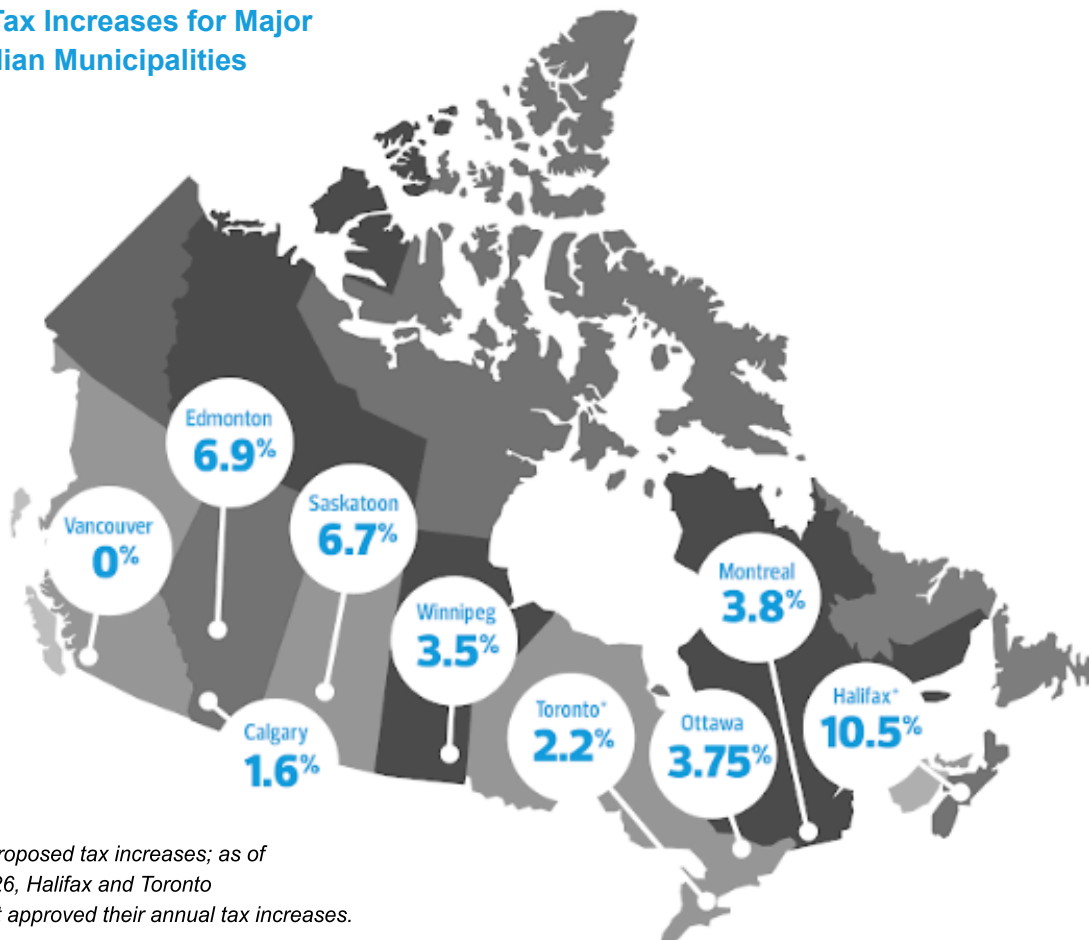 Tax Increases for Major
lian Municipalities
Edmonton
6.9%
Saskatoon
6.7%
Vancouver
0%
Winnipeg
3.5%
Montreal
3.8%
Halifax*
10.5%
Toronto*
2.2%
Ottawa
3.75%
Calgary
1.6%
roposed tax increases; as of
26, Halifax and Toronto
t approved their annual tax increases.